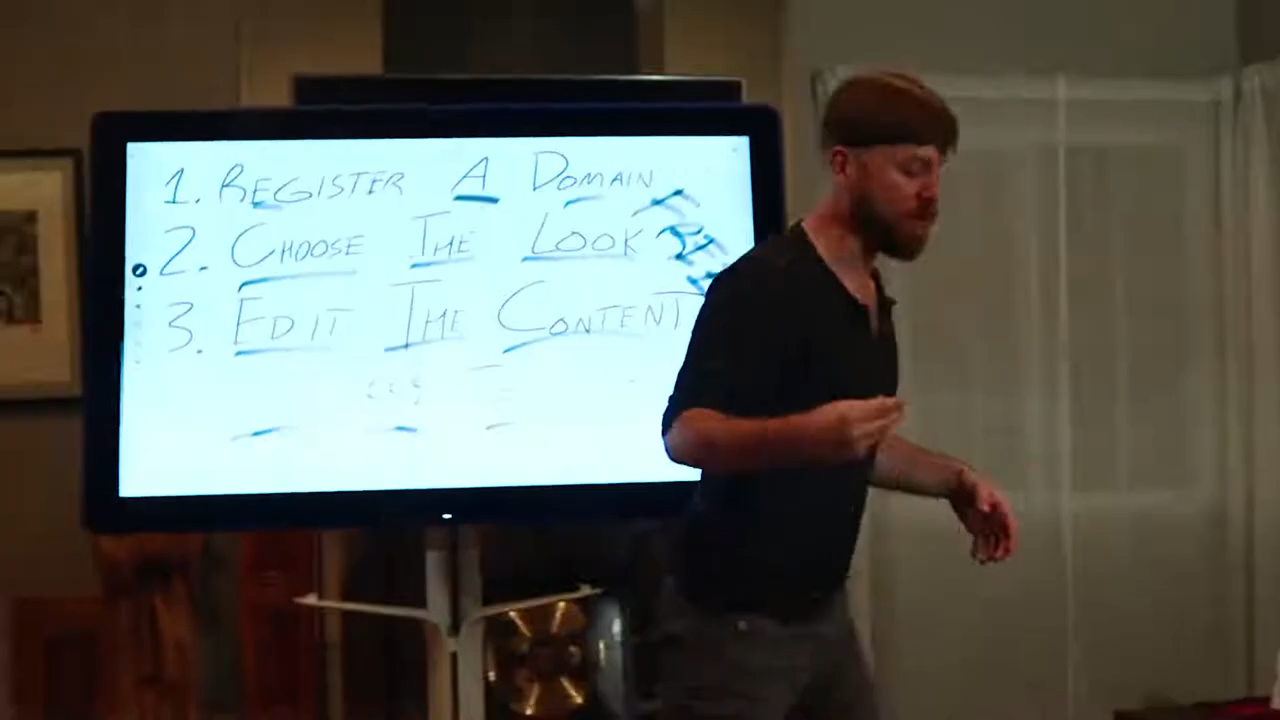 1. REGISTER A DOMAIN
2. CHOOSE THE LOOK
3. EDIT THE CONTENT